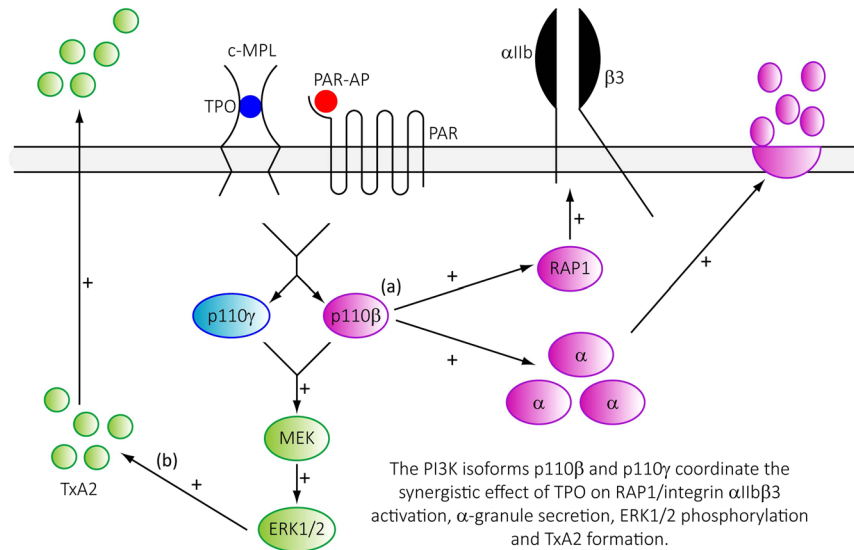 c-MPL
TPO
PAR-AP
PAR
αIIb
β3
+
+
+
RAP1
(a)
p110γ
p110β
+
+
α
α
α
+
MEK
+
ERK1/2
(b)
+
TxA2
The PI3K isoforms p110β and p110γ coordinate the
synergistic effect of TPO on RAP1/integrin αIIbβ3
activation, α-granule secretion, ERK1/2 phosphorylation
and TxA2 formation.